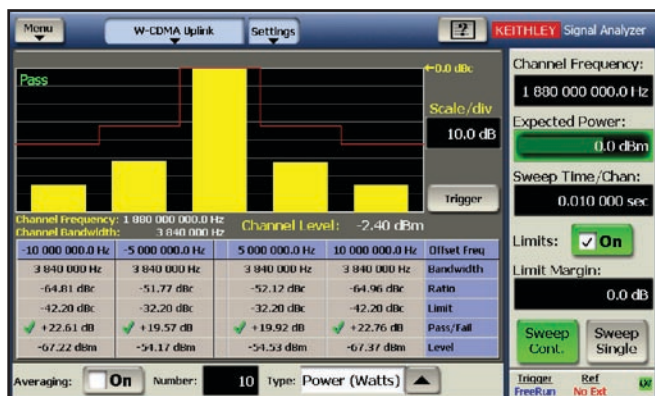 Menu W-CDMA Uplink Settings ? KEITHLEY Signal Analyzer
Pass
0.0 dBc
Scale/div
10.0 dB
Trigger
Channel Frequency: 1 880 000 000.0 Hz
Channel Bandwidth: 3 840 000 Hz
Channel Level: -2.40 dBm
-10 000 000.0 Hz -5 000 000.0 Hz 5 000 000.0 Hz 10 000 000.0 Hz Offset Freq
3 840 000 Hz 3 840 000 Hz 3 840 000 Hz 3 840 000 Hz Bandwidth
-64.81 dBc -51.77 dBc -52.12 dBc -64.96 dBc Ratio
-42.20 dBc -32.20 dBc -32.20 dBc -42.20 dBc Limit
+22.61 dB +19.57 dB +19.92 dB +22.76 dB Pass/Fail
-67.22 dBm -54.17 dBm -54.53 dBm -67.37 dBm Level
Averaging: On Number: 10 Type: Power (Watts)
Channel Frequency:
1 880 000 000.0 Hz
Expected Power:
0.0 dBm
Sweep Time/Chan:
0.010 000 sec
Limits: On
Limit Margin:
0.0 dB
Sweep Cont.
Sweep Single
Trigger Ref
FreeRun No Ext